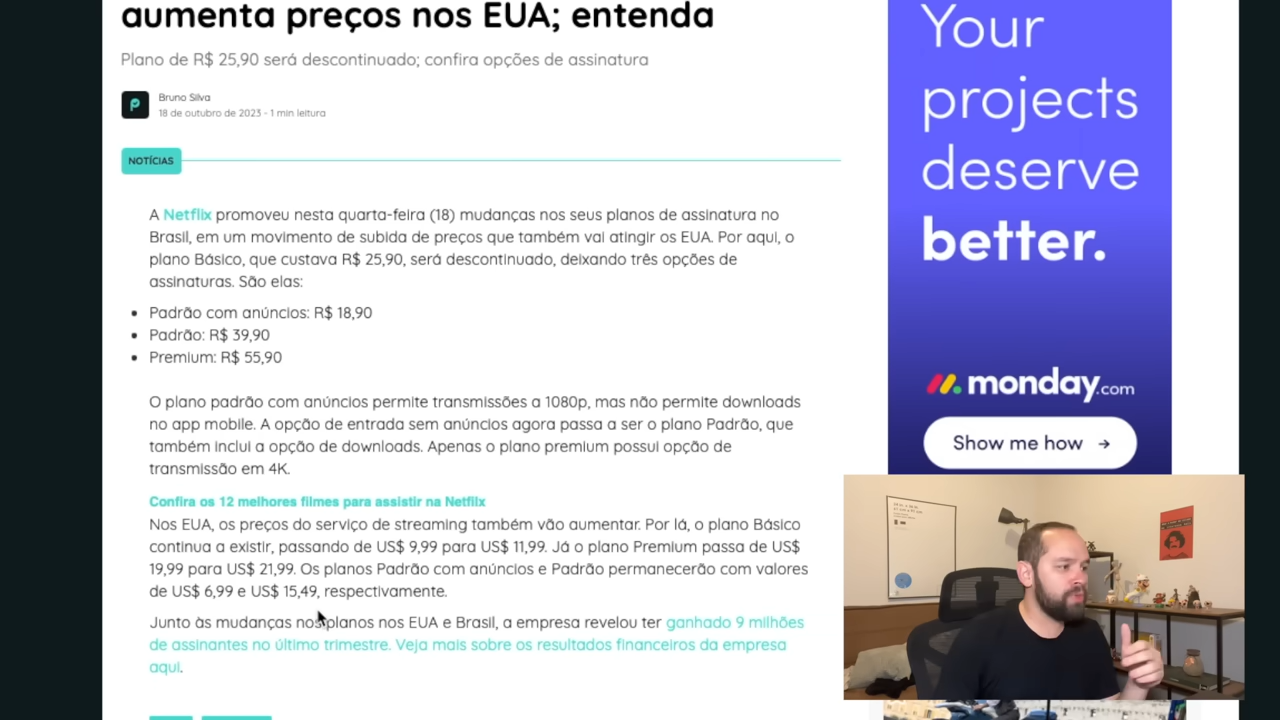 aumenta preços nos EUA; entenda
Plano de R$ 25,90 será descontinuado; confira opções de assinatura
Bruno Silva
18 de outubro de 2023 - 1 min leitura
NOTÍCIAS
A Netflix promoveu nesta quarta-feira (18) mudanças nos seus planos de assinatura no
Brasil, em um movimento de subida de preços que também vai atingir os EUA. Por aqui, o
plano Básico, que custava R$ 25,90, será descontinuado, deixando três opções de
assinaturas. São elas:
• Padrão com anúncios: R$ 18,90
• Padrão: R$ 39,90
• Premium: R$ 55,90
O plano padrão com anúncios permite transmissões a 1080p, mas não permite downloads
no app mobile. A opção de entrada sem anúncios agora passa a ser o plano Padrão, que
também inclui a opção de downloads. Apenas o plano premium possui opção de
transmissão em 4K.
Confira os 12 melhores filmes para assistir na Netfilx
Nos EUA, os preços do serviço de streaming também vão aumentar. Por lá, o plano Básico
continua a existir, passando de US$ 9,99 para US$ 11,99. Já o plano Premium passa de US$
19,99 para US$ 21,99. Os planos Padrão com anúncios e Padrão permanecerão com valores
de US$ 6,99 e US$ 15,49, respectivamente.
Junto às mudanças nos planos nos EUA e Brasil, a empresa revelou ter ganhado 9 milhões
de assinantes no último trimestre. Veja mais sobre os resultados financeiros da empresa
aqui.
Your
projects
deserve
better.
monday.com
Show me how →